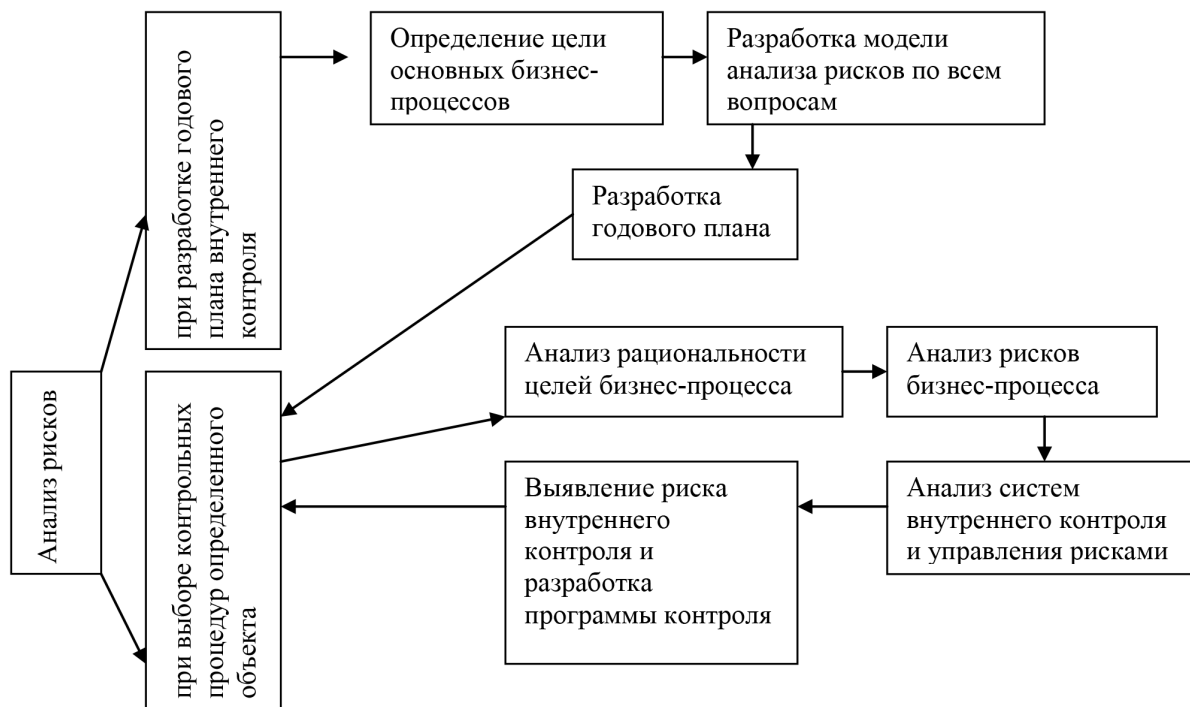 Анализ рисков
при разработке годового
плана внутреннего
контроля
Определение цели
основных бизнес-
процессов
Разработка модели
анализа рисков по всем
вопросам
Разработка
годового плана
при выборе контрольных
процедур определенного
объекта
Анализ рациональности
целей бизнес-процесса
Анализ рисков
бизнес-процесса
Анализ систем
внутреннего контроля
и управления рисками
Выявление риска
внутреннего
контроля и
разработка
программы контроля